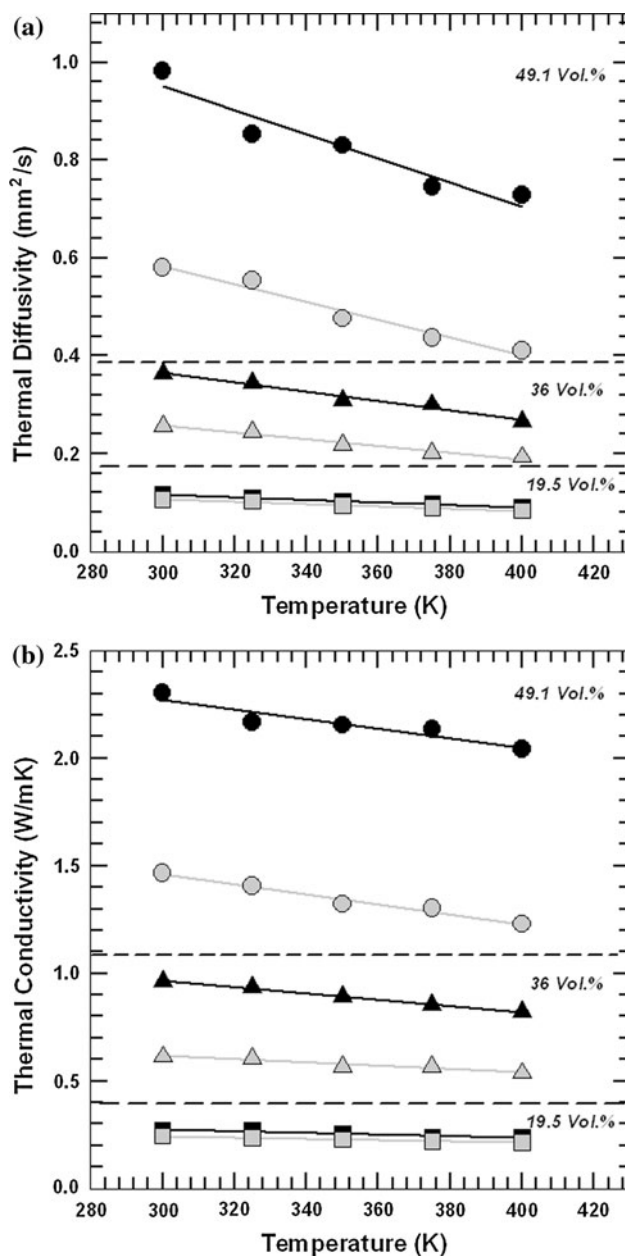 (a)
Thermal Diffusivity (mm²/s)
1.0
0.8
0.6
0.4
0.2
0.0
49.1 Vol.%
36 Vol.%
19.5 Vol.%
280 300 320 340 360 380 400 420
Temperature (K)
(b)
Thermal Conductivity (W/mK)
2.5
2.0
1.5
1.0
0.5
0.0
49.1 Vol.%
36 Vol.%
19.5 Vol.%
280 300 320 340 360 380 400 420
Temperature (K)